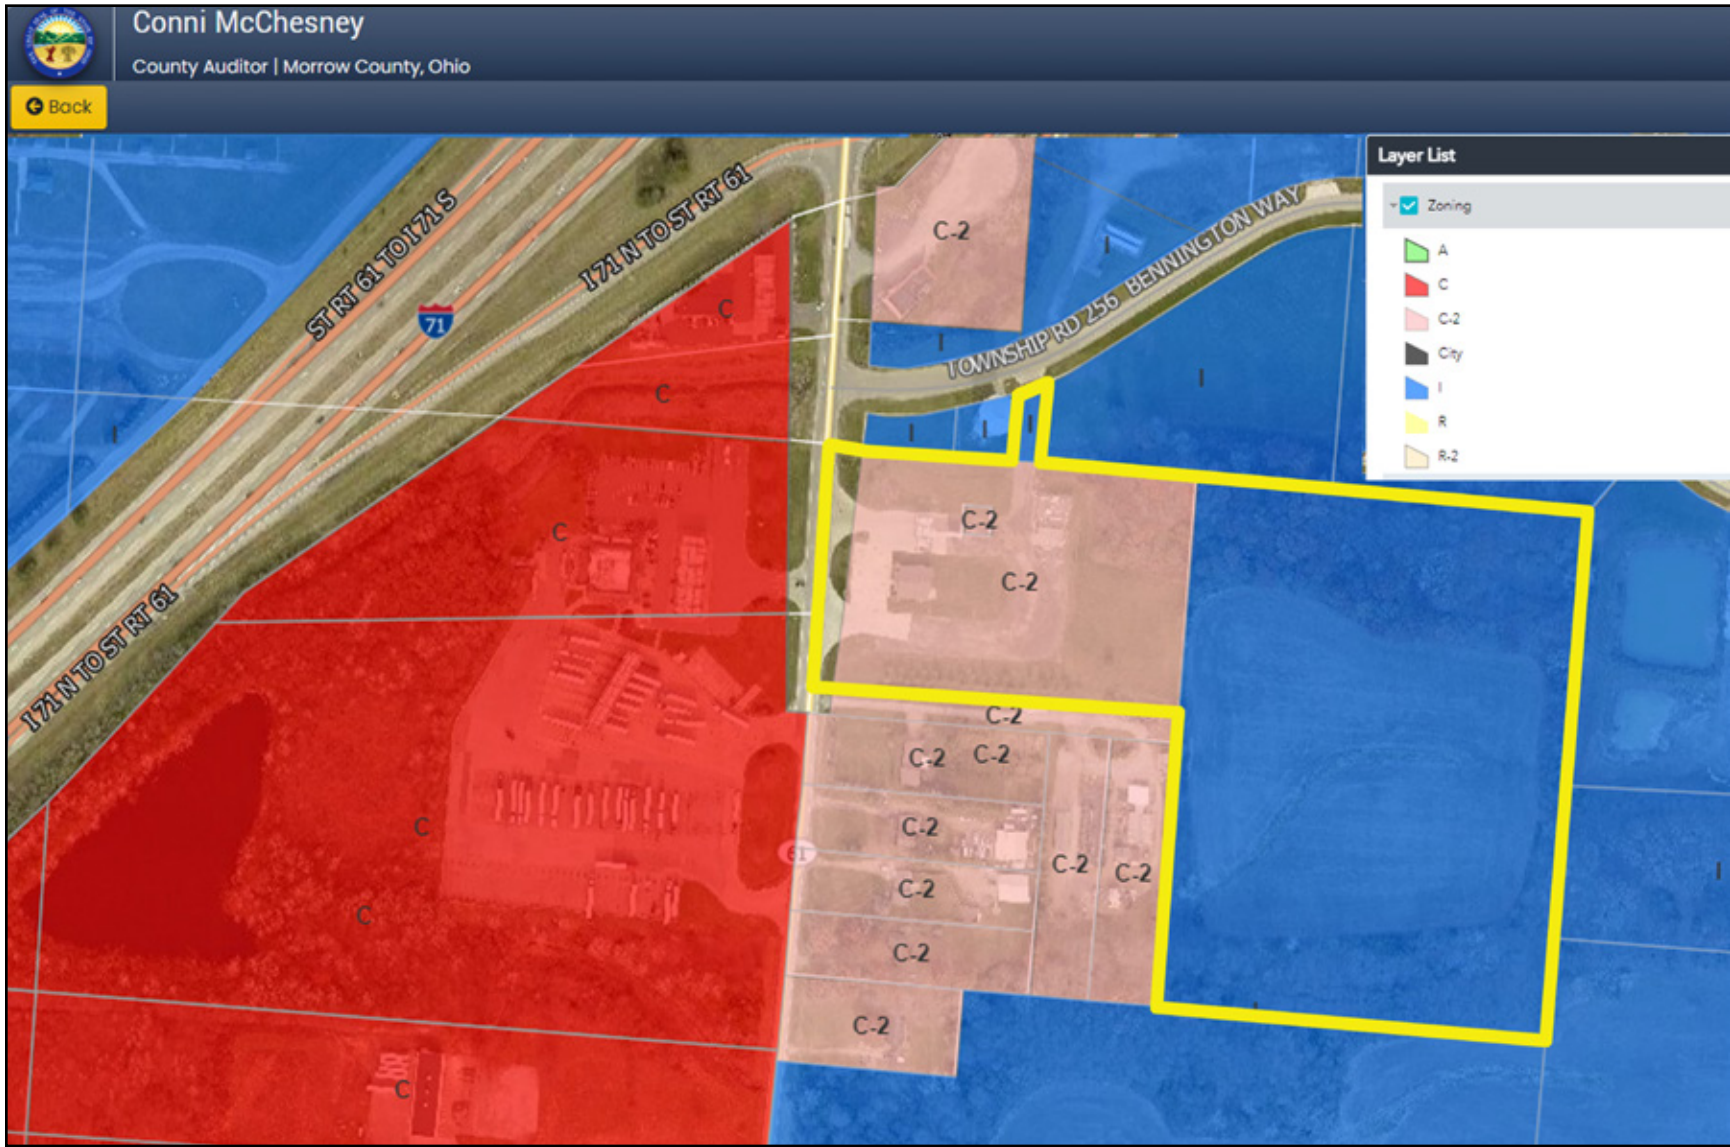 Conni McChesney
County Auditor | Morrow County, Ohio
Back
Layer List
Zoning
A
C
C-2
City
I
R
R-2
ST RT 61 TO I 71 S
I 71 N TO ST RT 61
71
TOWNSHIP RD 256 BENNINGTON WAY
I 71 N TO ST RT 61
61
C-2
I
I
I
I
C
C
I
I
I
I
C-2
C
C-2
C-2
C-2
C-2
C-2
C
C-2
C-2
I
C-2
C
C-2
I
C-2
C